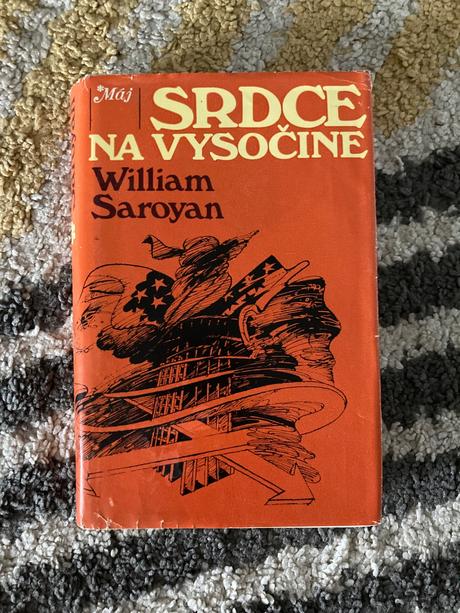 *Máj
SRDCE
NA VYSOČINE
William
Saroyan